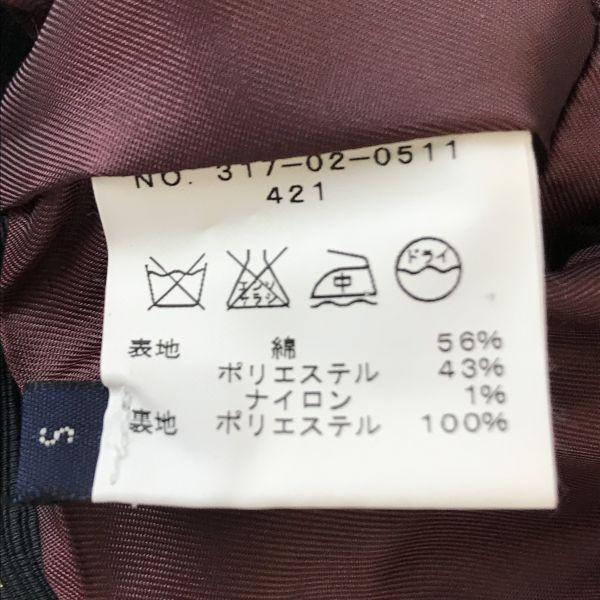 NO. 317-02-0511
421
エンソ
サラシ
中
ドライ
表地 綿 56%
ポリエステル 43%
ナイロン 1%
裏地 ポリエステル 100%
S